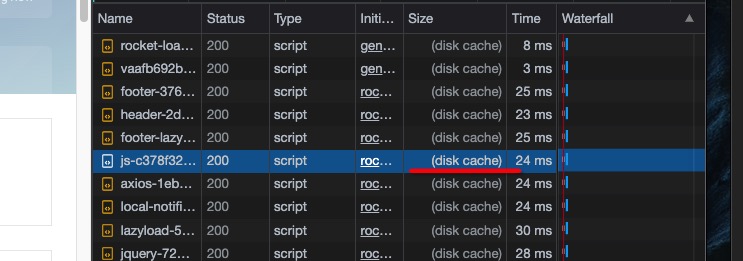 Name Status Type Initi... Size Time Waterfall
rocket-loa... 200 script gen... (disk cache) 8 ms
vaafb692b... 200 script gen... (disk cache) 3 ms
footer-376... 200 script roc... (disk cache) 25 ms
header-2d... 200 script roc... (disk cache) 23 ms
footer-lazy... 200 script roc... (disk cache) 25 ms
js-c378f32... 200 script roc... (disk cache) 24 ms
axios-1eb... 200 script roc... (disk cache) 24 ms
local-notifi... 200 script roc... (disk cache) 24 ms
lazyload-5... 200 script roc... (disk cache) 30 ms
jquery-72... 200 script roc... (disk cache) 28 ms